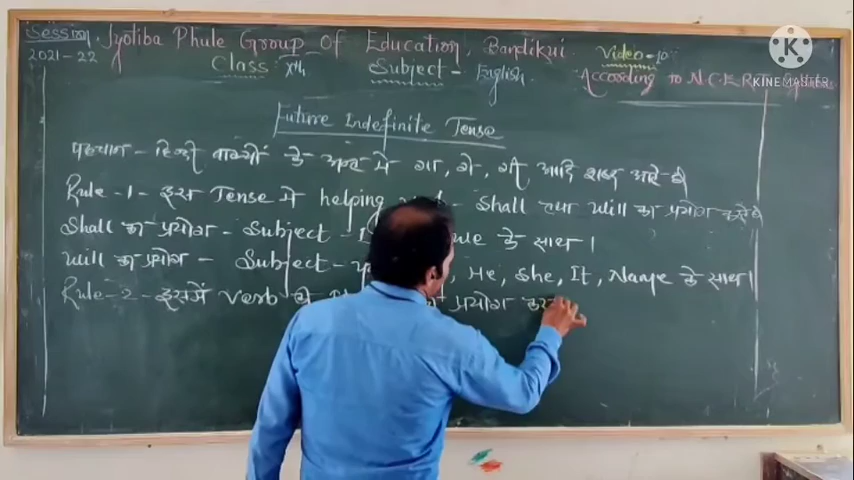 Session 2021-22
Jyotiba Phule Group Of Education, Bandikui
Video-10
Class Xth Subject - English. According to N.C.E.R.T.
KINEMASTER
Future Indefinite Tense
पहचान - हिन्दी वाक्यों के अन्त में गा, गे, गी आदि शब्द आते है।
Rule - 1 - इस Tense में helping - Shall तथा Will का प्रयोग करते है
Shall का प्रयोग - Subject - I we के साथ।
Will का प्रयोग - Subject - He, She, It, Name के साथ।
Rule - 2 - इसमें Verb की प्रयोग